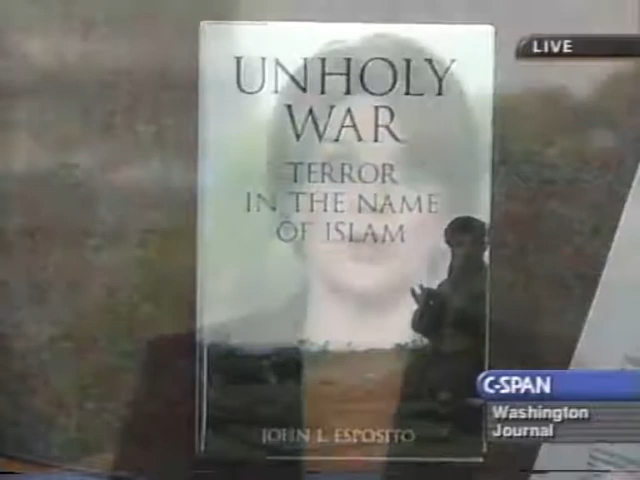 LIVE
UNHOLY
WAR
TERROR
IN THE NAME
OF ISLAM
JOHN L. ESPOSITO
C-SPAN
Washington
Journal